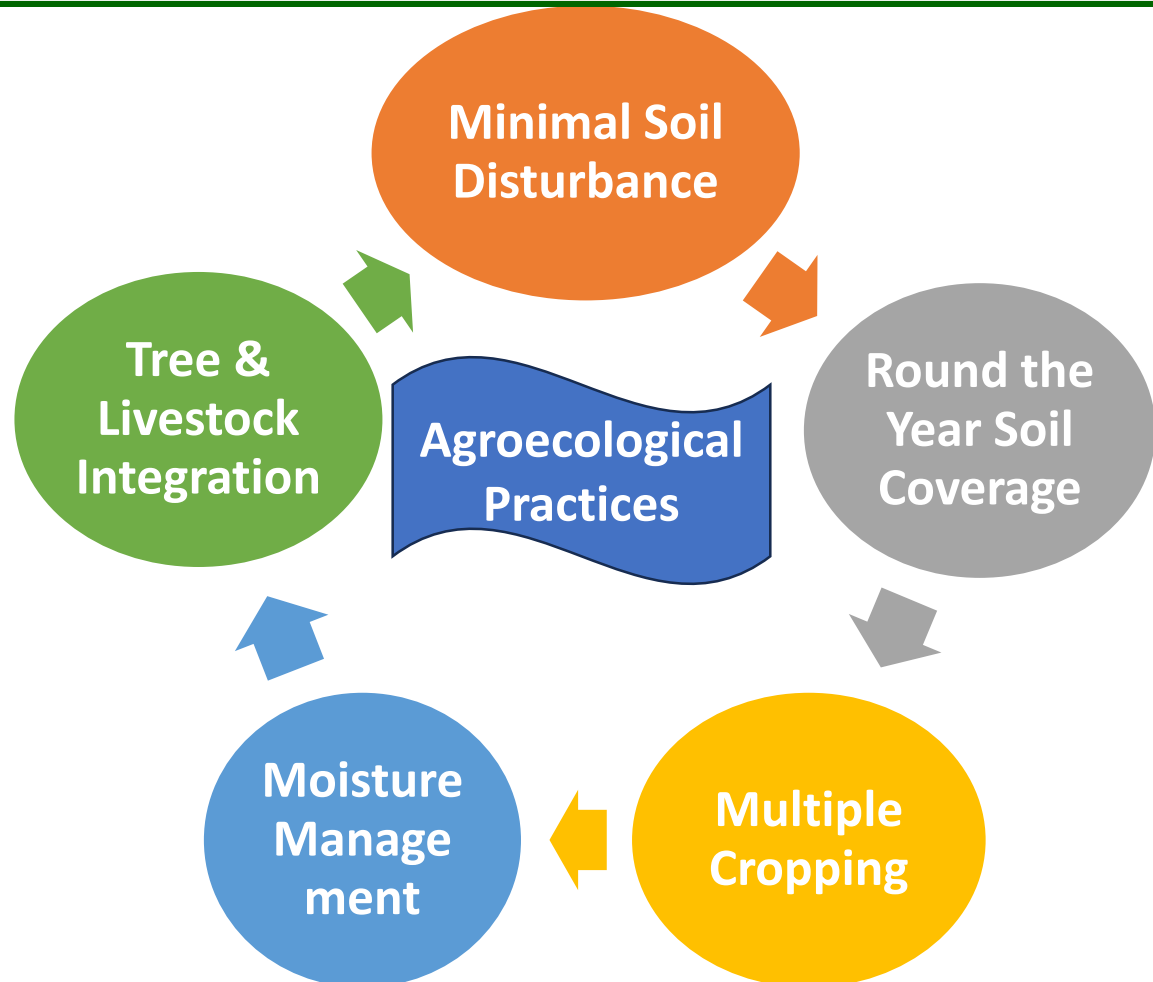 Minimal Soil
Disturbance
Round the
Year Soil
Coverage
Multiple
Cropping
Moisture
Manage
ment
Tree &
Livestock
Integration
Agroecological
Practices